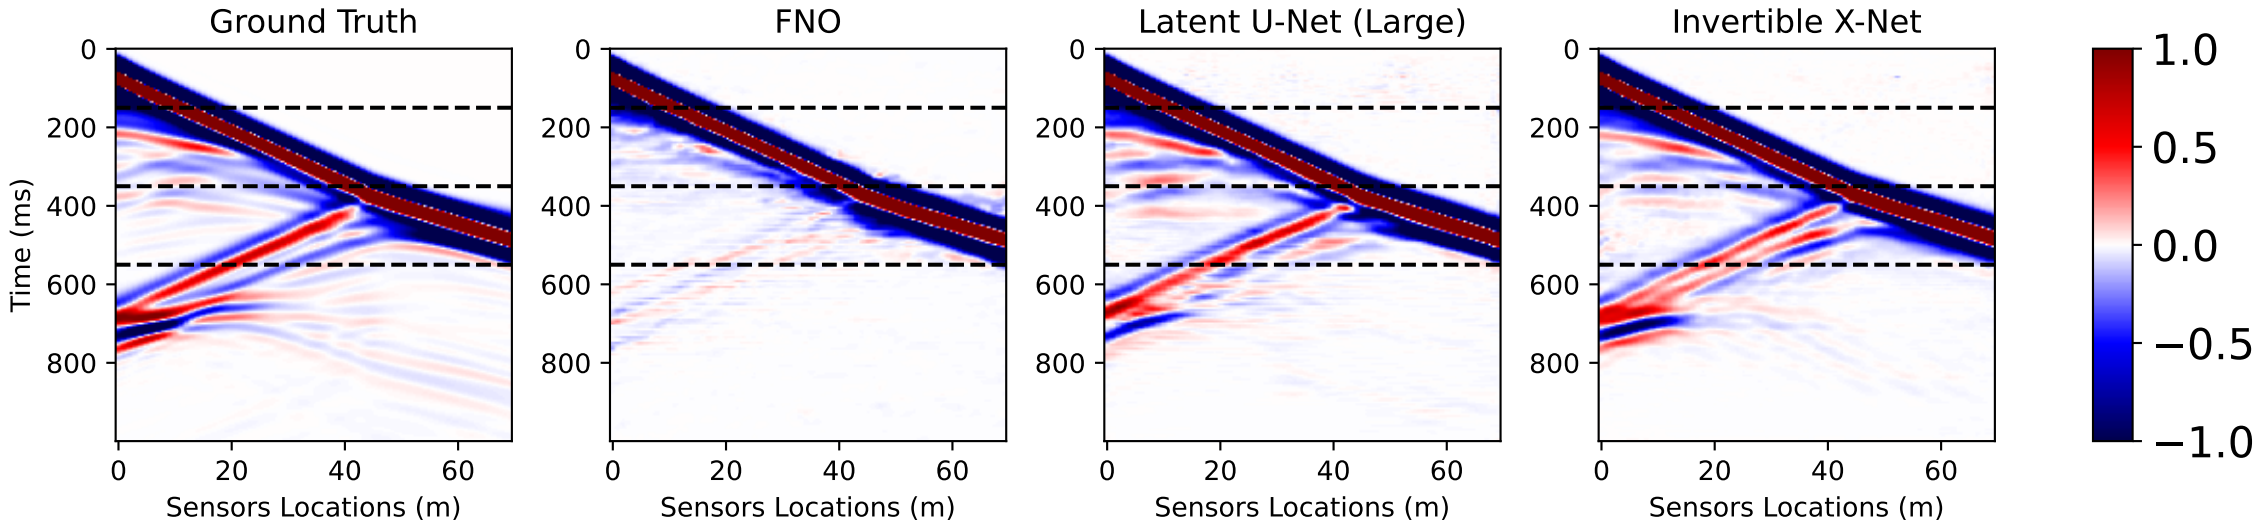 Ground Truth
FNO
Latent U-Net (Large)
Invertible X-Net
Time (ms)
0
200
400
600
800
0 20 40 60
Sensors Locations (m)
0
200
400
600
800
0 20 40 60
Sensors Locations (m)
0
200
400
600
800
0 20 40 60
Sensors Locations (m)
0
200
400
600
800
0 20 40 60
Sensors Locations (m)
1.0
0.5
0.0
−0.5
−1.0